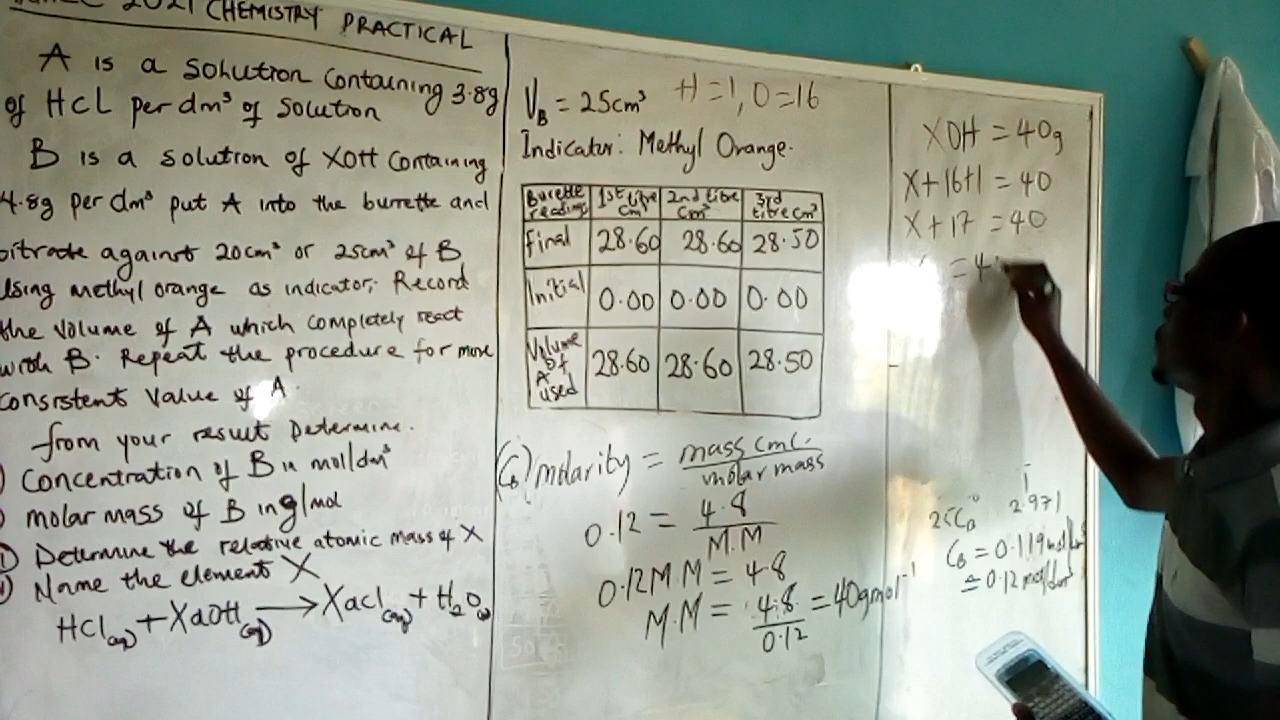 2021 CHEMISTRY PRACTICAL
A is a solution containing 3.8g
of HCL per dm³ of solution
B is a solution of XOH containing
4.8g per dm³ put A into the burrette and
titrate against 20cm³ or 25cm³ of B
Using methyl orange as indicator; Record
the volume of A which completely react
with B. Repeat the procedure for more
consistent value of A.
from your result Determine.
Concentration of B in mol/dm³
molar mass of B in g/mol
Determine the relative atomic mass of X
Name the element X
HCl(aq) + XaOH(aq) → Xacl(aq) + H₂O
V_B = 25cm³ H = 1, O = 16
Indicator: Methyl Orange.
Burette readings 1st titre cm³ 2nd titre cm³ 3rd titre cm³
Final 28.60 28.60 28.50
Initial 0.00 0.00 0.00
Volume of A used 28.60 28.60 28.50
molarity = mass conc. / molar mass
0.12 = 4.8 / M.M
0.12 M.M = 4.8
M.M = 4.8 / 0.12 = 40gmol⁻¹
XOH = 40g
X + 16+1 = 40
X + 17 = 40
= 4
25C_B 2.971
C_B = 0.119 mol/dm³
≃ 0.12 mol/dm³